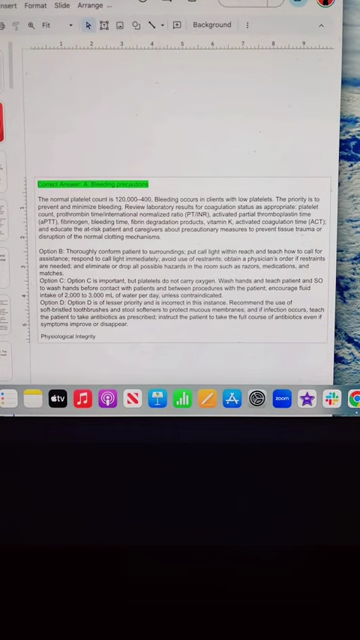 nsert Format Slide Arrange ...
Fit Background
1 2 3 4 5 6 7 8 9
Correct Answer: A. Bleeding precautions
The normal platelet count is 120,000–400, Bleeding occurs in clients with low platelets. The priority is to
prevent and minimize bleeding. Review laboratory results for coagulation status as appropriate: platelet
count, prothrombin time/international normalized ratio (PT/INR), activated partial thromboplastin time
(aPTT), fibrinogen, bleeding time, fibrin degradation products, vitamin K, activated coagulation time (ACT);
and educate the at-risk patient and caregivers about precautionary measures to prevent tissue trauma or
disruption of the normal clotting mechanisms.
Option B: Thoroughly conform patient to surroundings; put call light within reach and teach how to call for
assistance; respond to call light immediately; avoid use of restraints; obtain a physician's order if restraints
are needed; and eliminate or drop all possible hazards in the room such as razors, medications, and
matches.
Option C: Option C is important, but platelets do not carry oxygen. Wash hands and teach patient and SO
to wash hands before contact with patients and between procedures with the patient; encourage fluid
intake of 2,000 to 3,000 mL of water per day, unless contraindicated.
Option D: Option D is of lesser priority and is incorrect in this instance. Recommend the use of
soft-bristled toothbrushes and stool softeners to protect mucous membranes; and if infection occurs, teach
the patient to take antibiotics as prescribed; instruct the patient to take the full course of antibiotics even if
symptoms improve or disappear.
Physiological Integrity
tv zoom